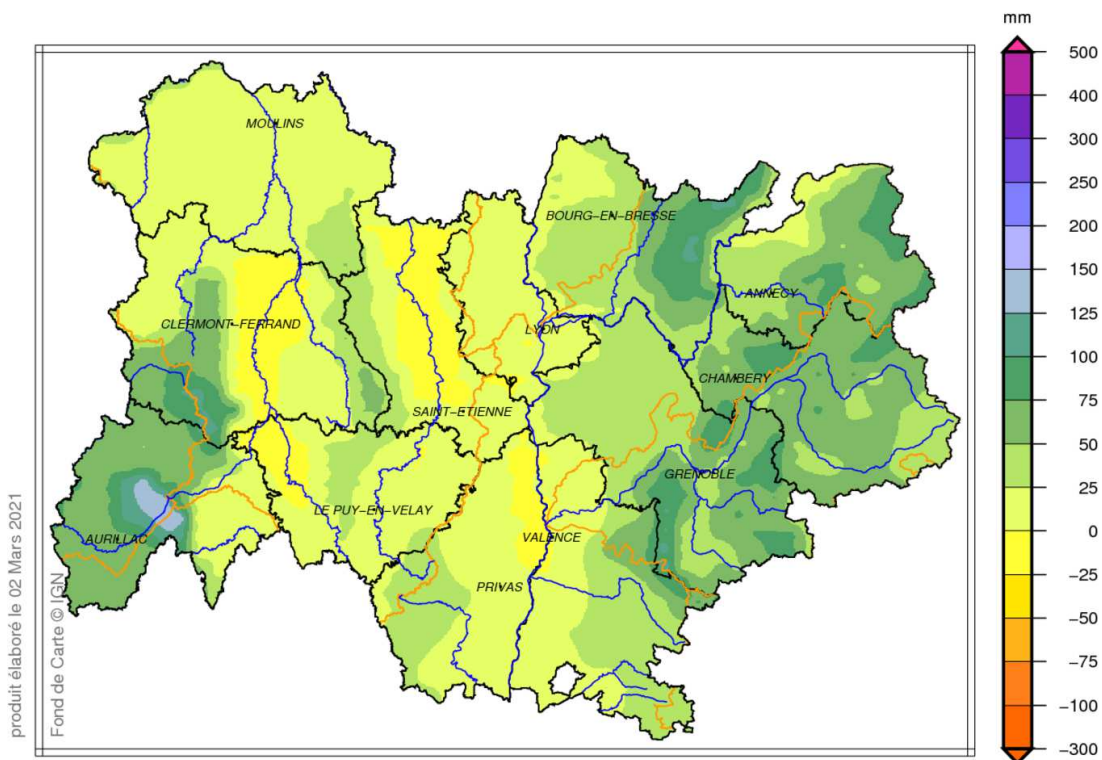 mm
500
400
300
250
200
150
125
100
75
50
25
0
−25
−50
−75
−100
−300
MOULINS
BOURG−EN−BRESSE
ANNECY
CLERMONT−FERRAND
LYON
CHAMBERY
SAINT−ETIENNE
GRENOBLE
LE PUY−EN−VELAY
AURILLAC
VALENCE
PRIVAS
produit élaboré le 02 Mars 2021
Fond de Carte © IGN